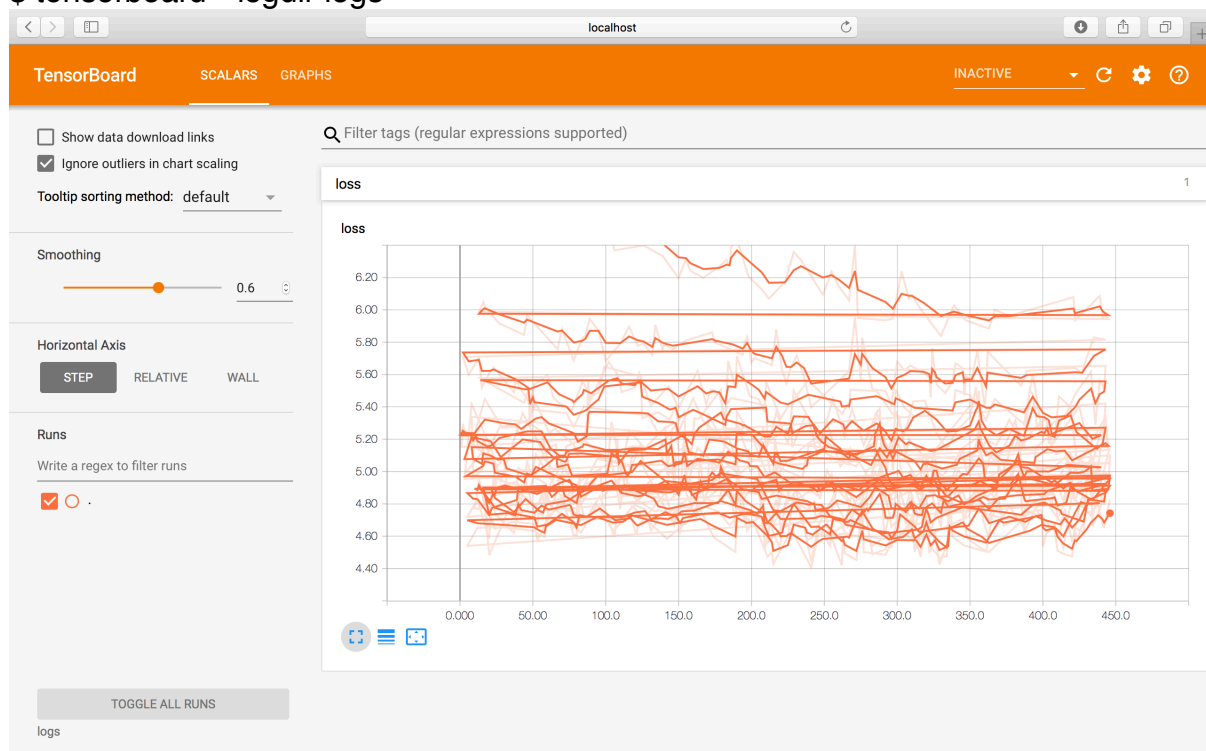 $ tensorboard --logdir logs
localhost
TensorBoard SCALARS GRAPHS INACTIVE
Show data download links
Ignore outliers in chart scaling
Tooltip sorting method: default
Smoothing
0.6
Horizontal Axis
STEP RELATIVE WALL
Runs
Write a regex to filter runs
.
TOGGLE ALL RUNS
logs
Filter tags (regular expressions supported)
loss 1
loss
6.20
6.00
5.80
5.60
5.40
5.20
5.00
4.80
4.60
4.40
0.000 50.00 100.0 150.0 200.0 250.0 300.0 350.0 400.0 450.0